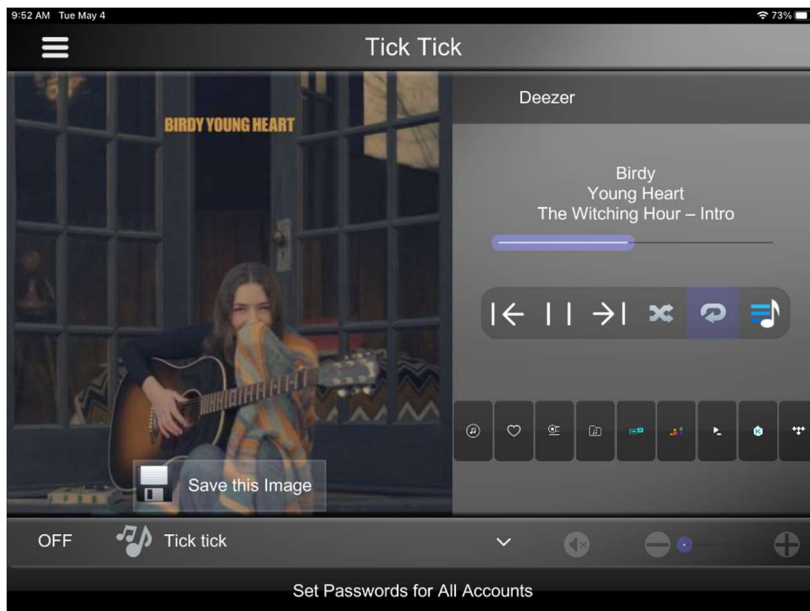 9:52 AM Tue May 4
73%
Tick Tick
BIRDY YOUNG HEART
Deezer
Birdy
Young Heart
The Witching Hour – Intro
Save this Image
OFF
Tick tick
Set Passwords for All Accounts